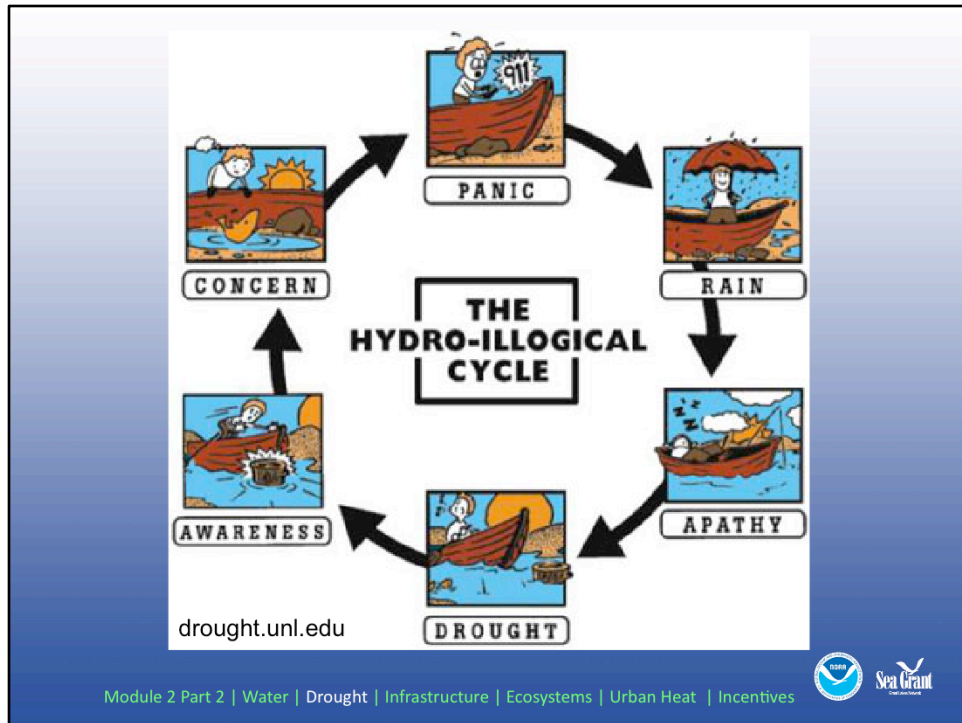 911
PANIC
CONCERN
RAIN
THE
HYDRO-ILLOGICAL
CYCLE
Z Z Z
AWARENESS
APATHY
DROUGHT
drought.unl.edu
Module 2 Part 2 | Water | Drought | Infrastructure | Ecosystems | Urban Heat | Incentives
NOAA
Sea Grant